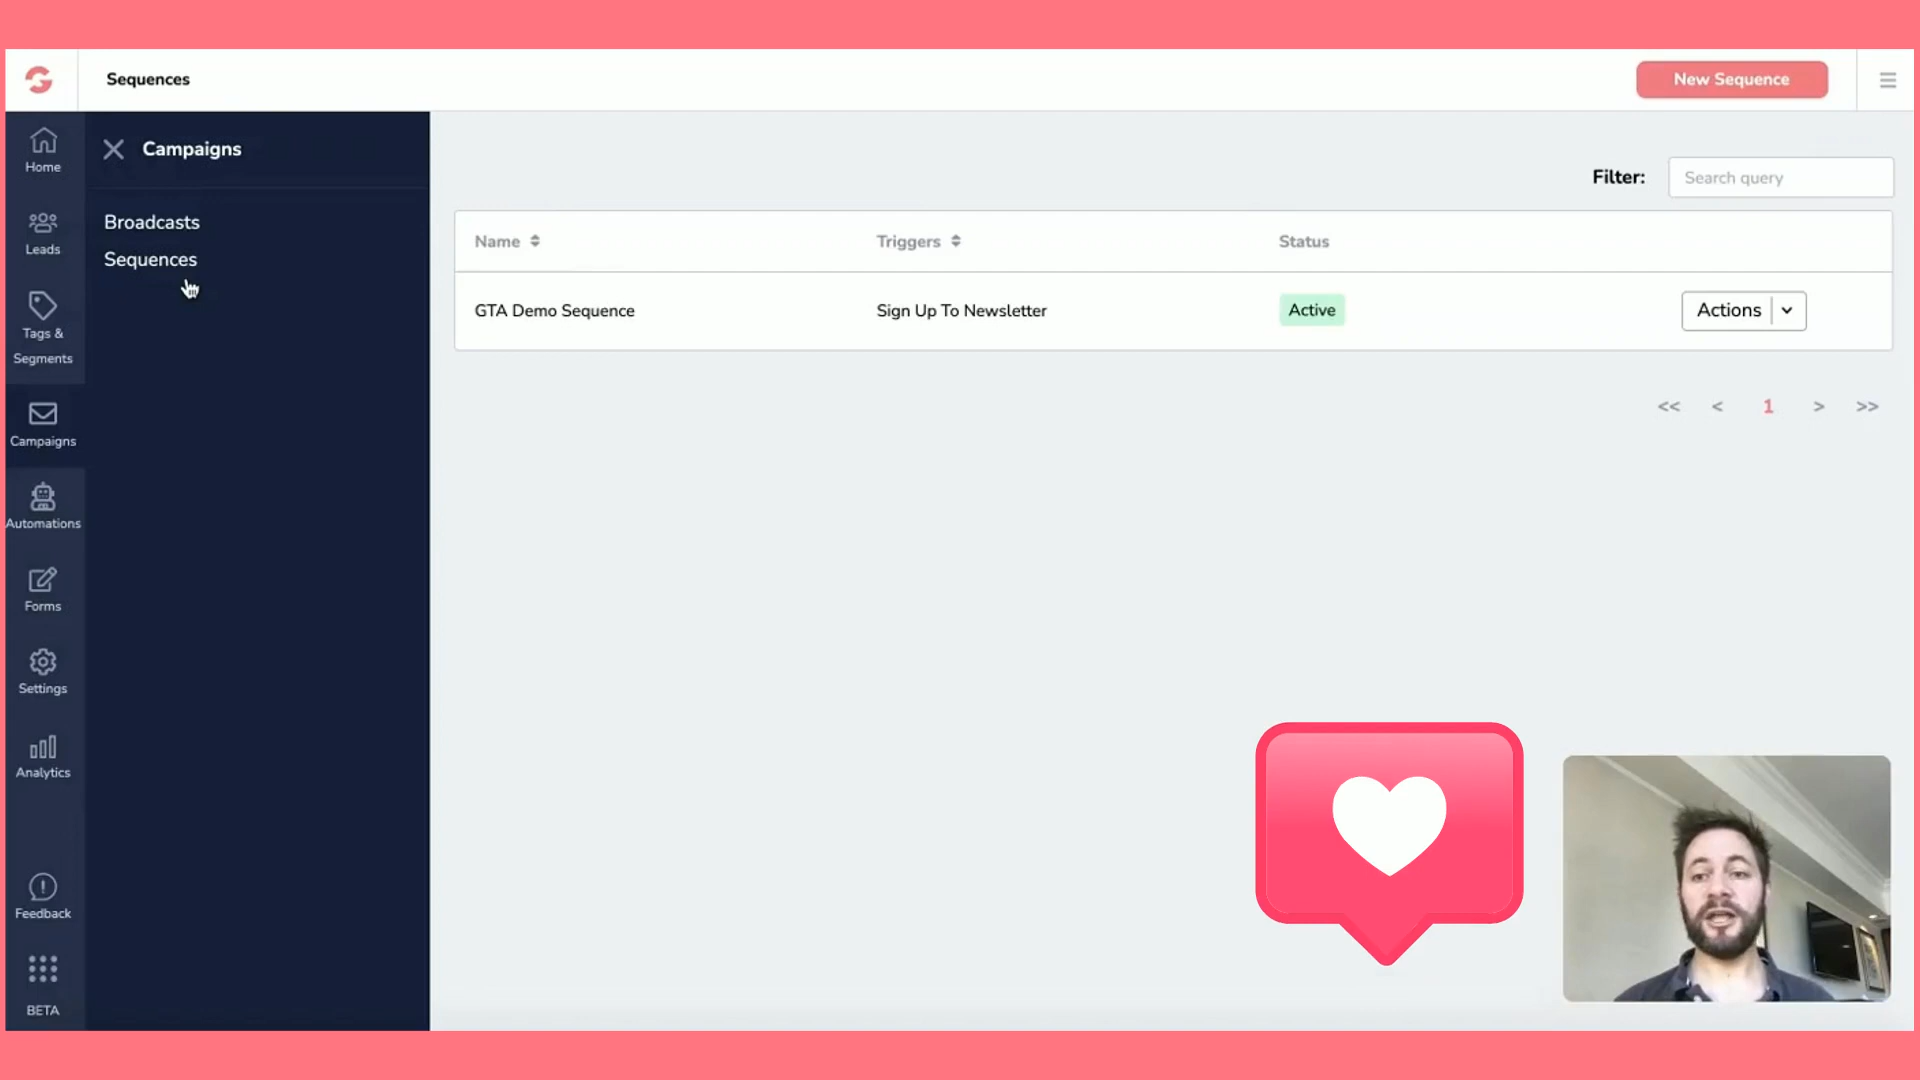 Sequences
New Sequence
Home
Leads
Tags &
Segments
Campaigns
Automations
Forms
Settings
Analytics
Feedback
BETA
Campaigns
Broadcasts
Sequences
Filter: Search query
Name Triggers Status
GTA Demo Sequence Sign Up To Newsletter Active Actions
<< < 1 > >>